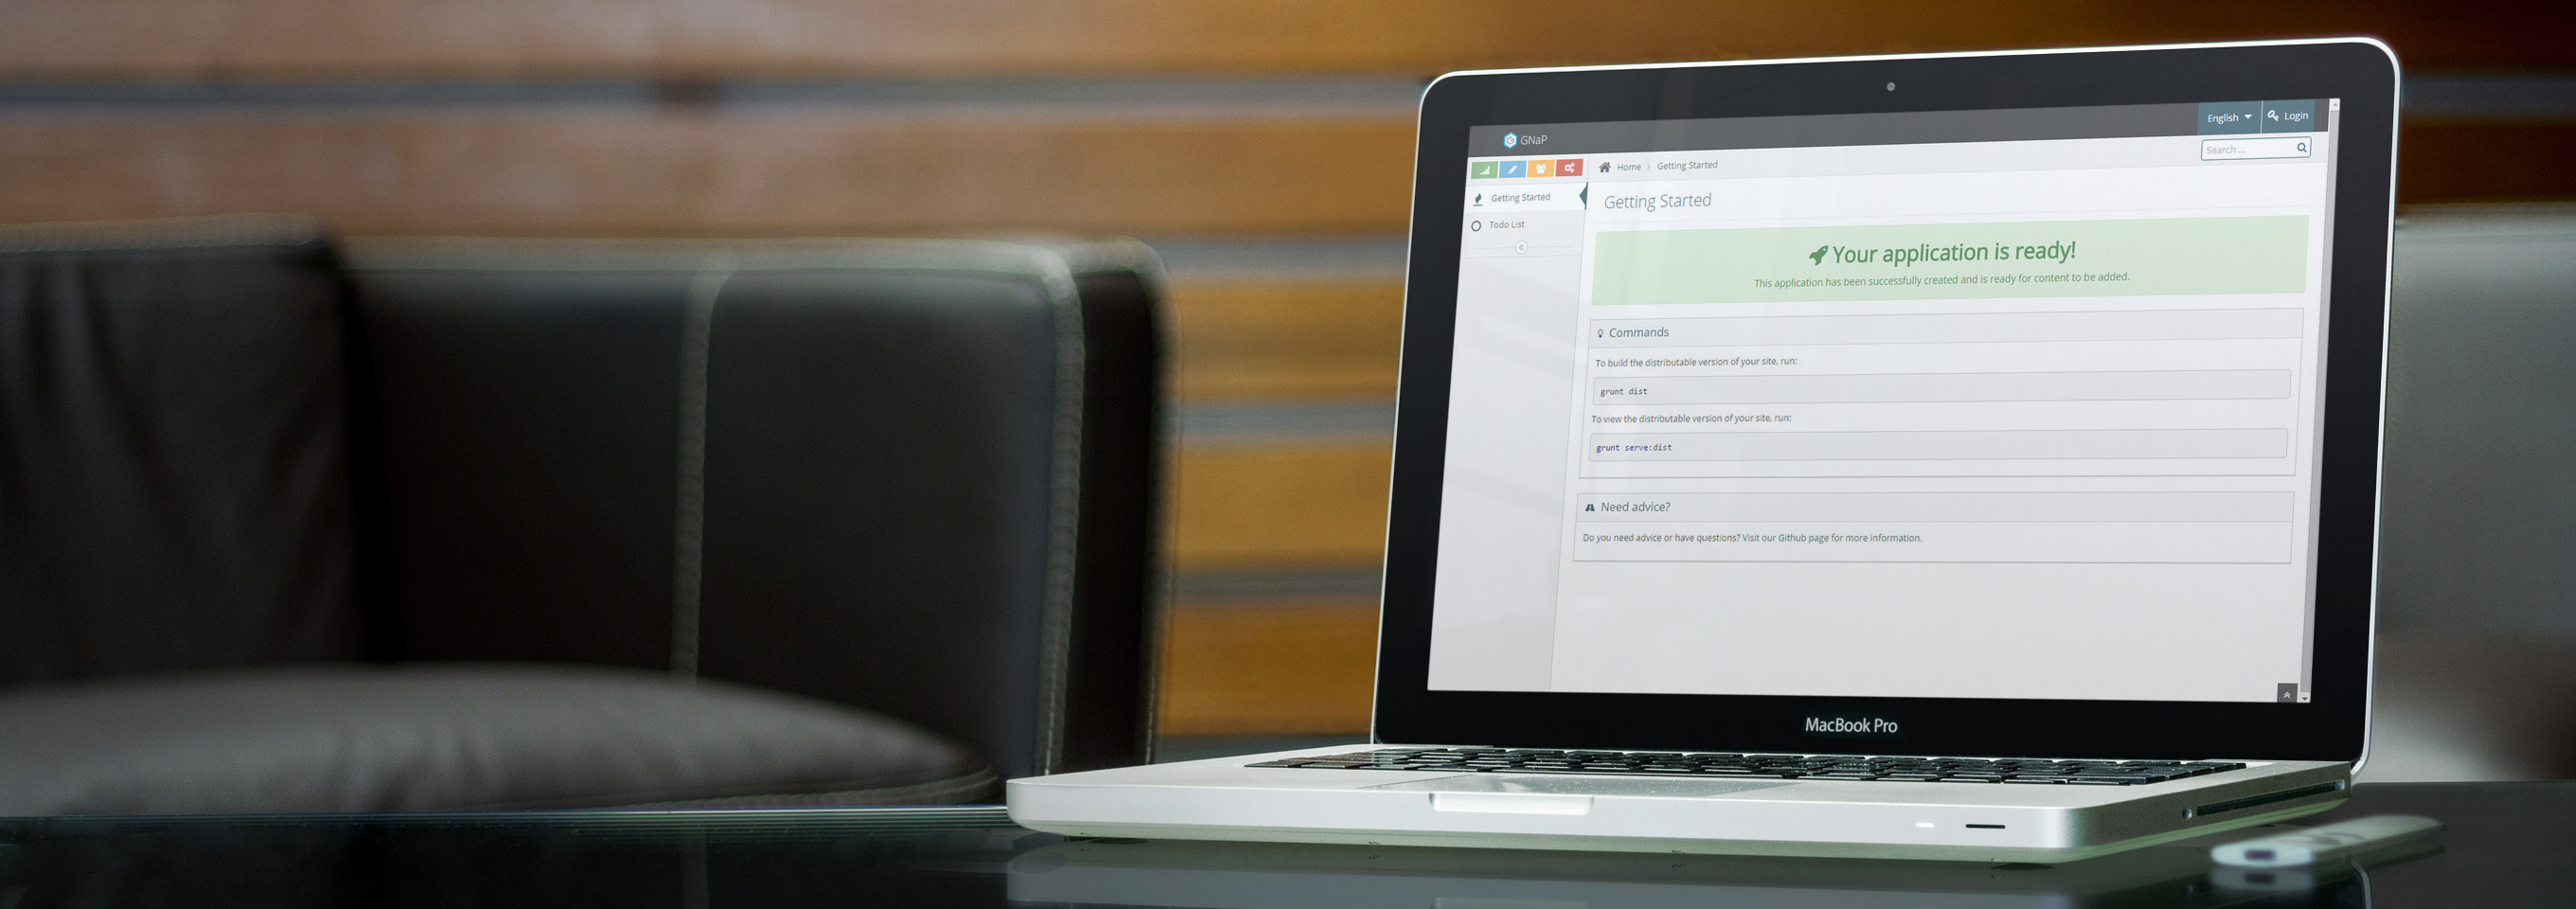 GNaP
English
Login
Home > Getting Started
Search ...
Getting Started
Todo List
Getting Started
Your application is ready!
This application has been successfully created and is ready for content to be added.
Commands
To build the distributable version of your site, run:
grunt dist
To view the distributable version of your site, run:
grunt serve:dist
Need advice?
Do you need advice or have questions? Visit our Github page for more information.
MacBook Pro